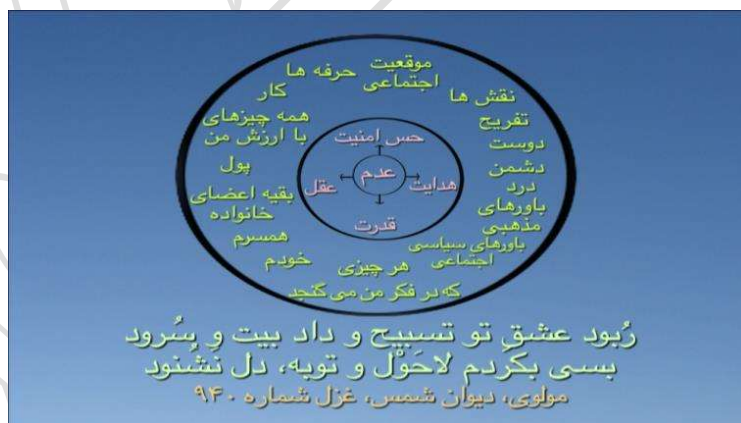 موقعیت
اجتماعی
حرفه ها
کار
همه چیزهای
با ارزش من
پول
بقیه اعضای
خانواده
همسرم
خودم
هر چیزی
که در فکر من می گنجد
نقش ها
تفریح
دوست
دشمن
درد
باورهای
مذهبی
باورهای سیاسی
اجتماعی
حس امنیت
عقل
عدم
هدایت
قدرت
رُبود عشقِ تو تسبیح و داد بیت و سُرود
بسی بکردم لاحَوْل و توبه، دل نشنود
مولوی، دیوان شمس، غزل شماره ۹۴۰